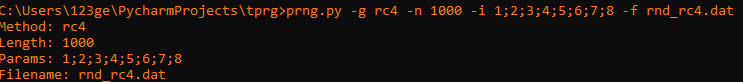 C:\Users\123ge\PycharmProjects\tprg>prng.py -g rc4 -n 1000 -i 1;2;3;4;5;6;7;8 -f rnd_rc4.dat
Method: rc4
Length: 1000
Params: 1;2;3;4;5;6;7;8
Filename: rnd_rc4.dat